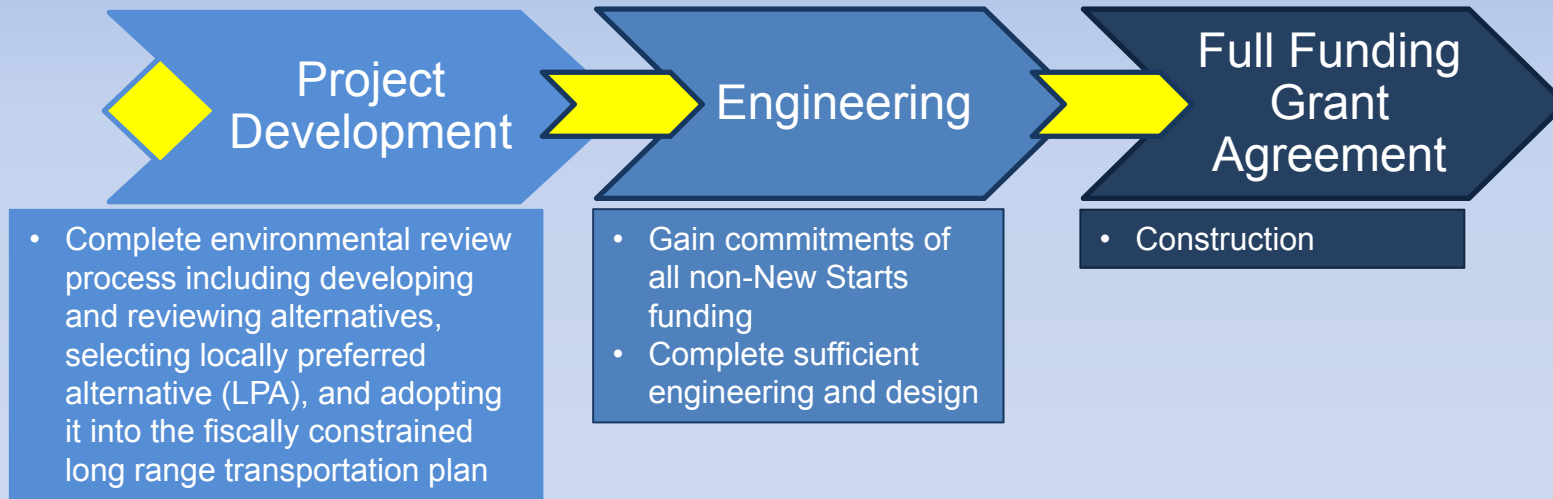 Project
Development
Engineering
Full Funding
Grant
Agreement
• Complete environmental review
process including developing
and reviewing alternatives,
selecting locally preferred
alternative (LPA), and adopting
it into the fiscally constrained
long range transportation plan
• Gain commitments of
all non-New Starts
funding
• Complete sufficient
engineering and design
• Construction